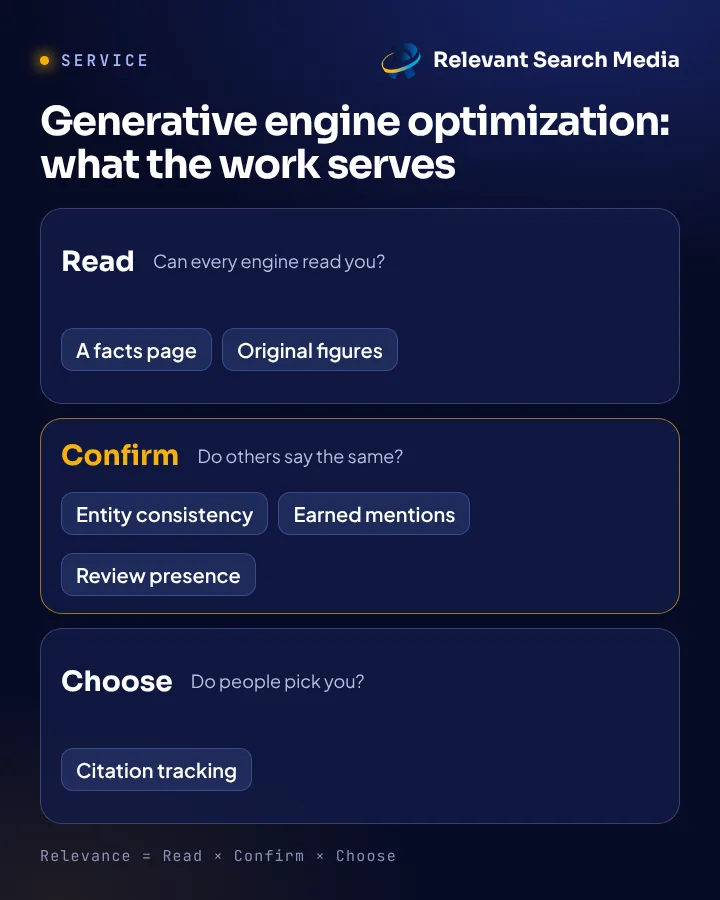 SERVICE
Relevant Search Media
Generative engine optimization:
what the work serves
Read Can every engine read you?
A facts page Original figures
Confirm Do others say the same?
Entity consistency Earned mentions
Review presence
Choose Do people pick you?
Citation tracking
Relevance = Read × Confirm × Choose